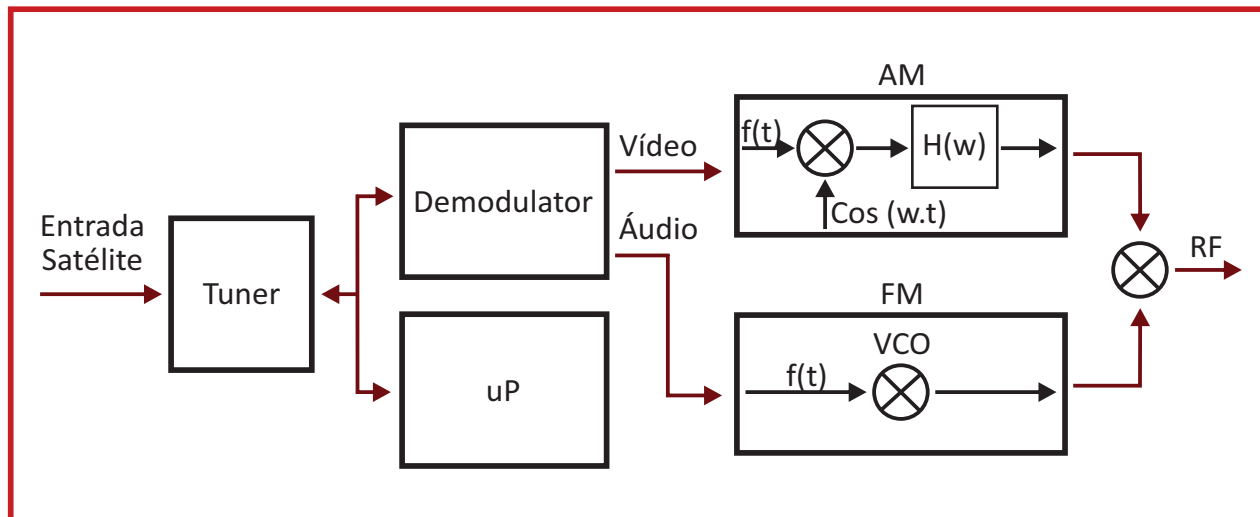 Entrada
Satélite
Tuner
Demodulator
uP
Vídeo
Áudio
AM
f(t)
H(w)
Cos (w.t)
FM
VCO
f(t)
RF